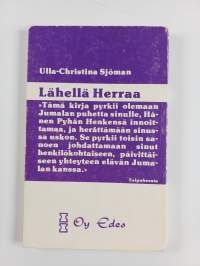 Ulla-Christina Sjöman
Lähellä Herraa
»Tämä kirja pyrkii olemaan
Jumalan puhetta sinulle, Hä-
nen Pyhän Henkensä innoit-
tamaa, ja herättämään sinus-
sa uskon. Se pyrkii toisin sa-
noen johdattamaan sinut
henkilökohtaiseen, päivittäi-
seen yhteyteen elävän Juma-
lan kanssa.»
Esipuheesta
Oy Edes